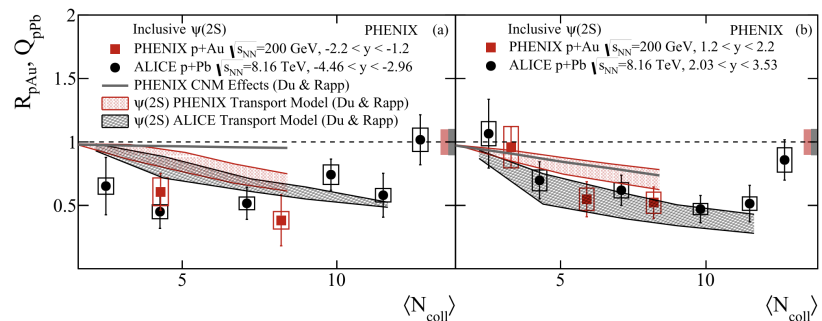 R_pAu, Q_pPb
2
1.5
1
0.5
Inclusive ψ(2S)
PHENIX
(a)
PHENIX p+Au √s_NN=200 GeV, -2.2 < y < -1.2
ALICE p+Pb √s_NN=8.16 TeV, -4.46 < y < -2.96
PHENIX CNM Effects (Du & Rapp)
ψ(2S) PHENIX Transport Model (Du & Rapp)
ψ(2S) ALICE Transport Model (Du & Rapp)
5
10
⟨N_coll⟩
Inclusive ψ(2S)
PHENIX
(b)
PHENIX p+Au √s_NN=200 GeV, 1.2 < y < 2.2
ALICE p+Pb √s_NN=8.16 TeV, 2.03 < y < 3.53
5
10
⟨N_coll⟩